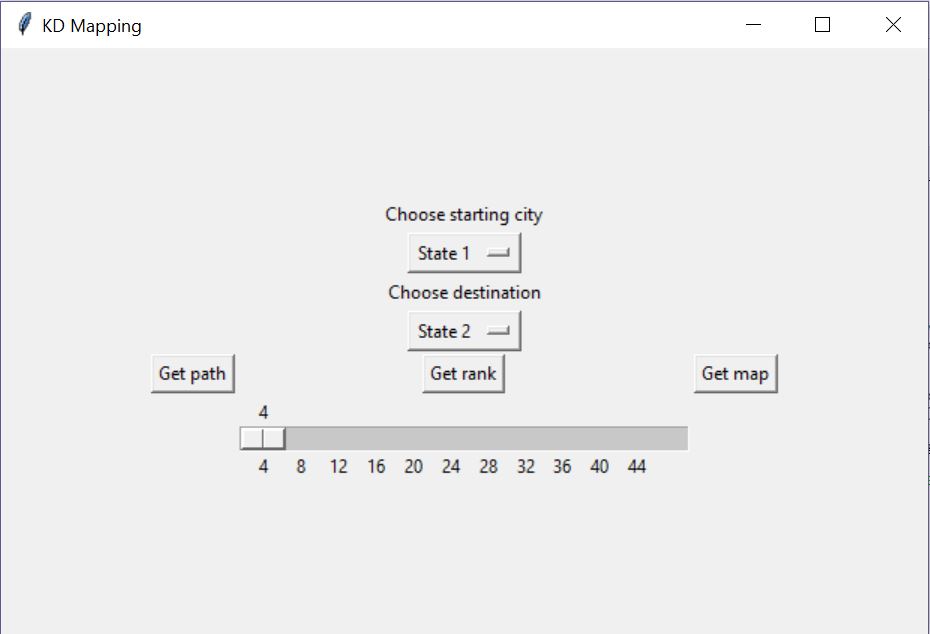 KD Mapping
Choose starting city
State 1
Choose destination
State 2
Get path Get rank Get map
4
4 8 12 16 20 24 28 32 36 40 44